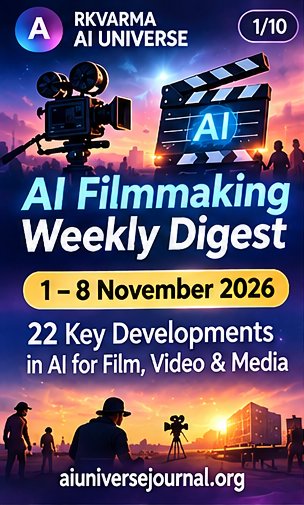 A
RKVARMA
AI UNIVERSE
1/10
AI
AI Filmmaking
Weekly Digest
1 – 8 November 2026
22 Key Developments
in AI for Film, Video & Media
aiuniversejournal.org